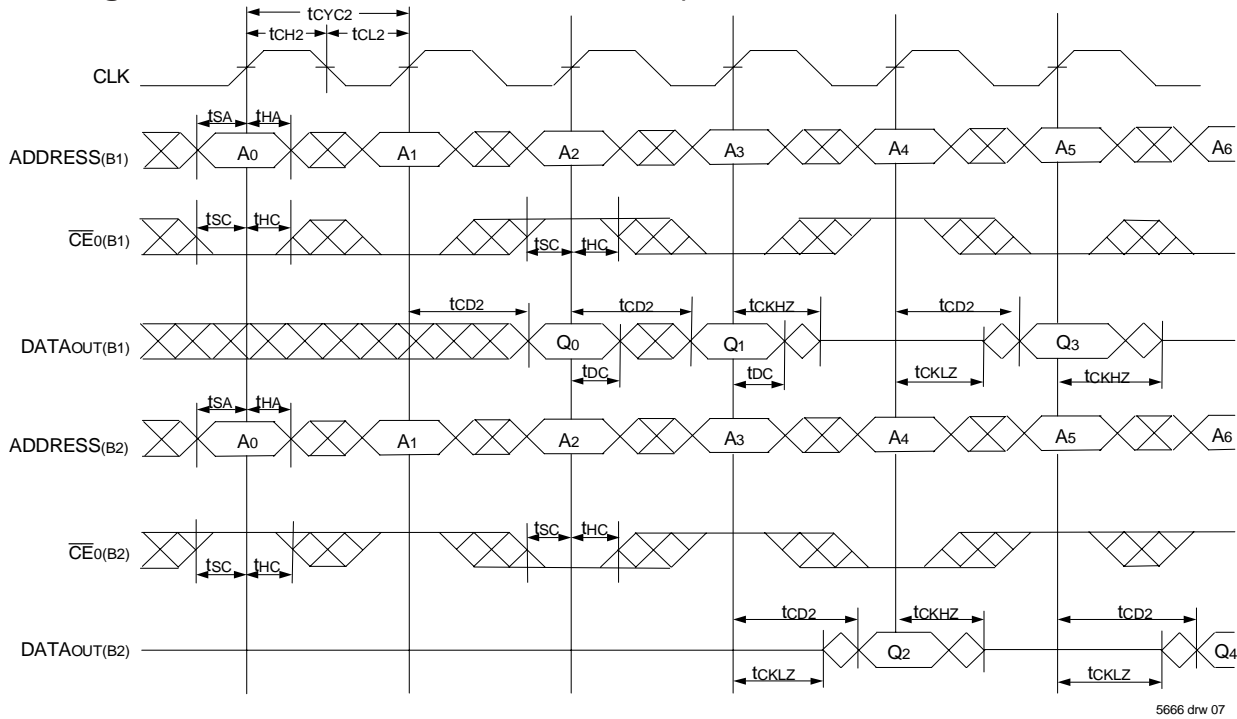 tCYC2
tCH2 tCL2
CLK
tSA tHA
ADDRESS(B1) A0 A1 A2 A3 A4 A5 A6
tSC tHC
CE0(B1) tSC tHC
tCD2 tCD2 tCKHZ tCD2
DATAOUT(B1) Q0 Q1 Q3
tDC tDC tCKLZ tCKHZ
tSA tHA
ADDRESS(B2) A0 A1 A2 A3 A4 A5 A6
tSC tHC
CE0(B2)
tSC tHC
tCD2 tCKHZ tCD2
DATAOUT(B2) Q2 Q4
tCKLZ tCKLZ
5666 drw 07